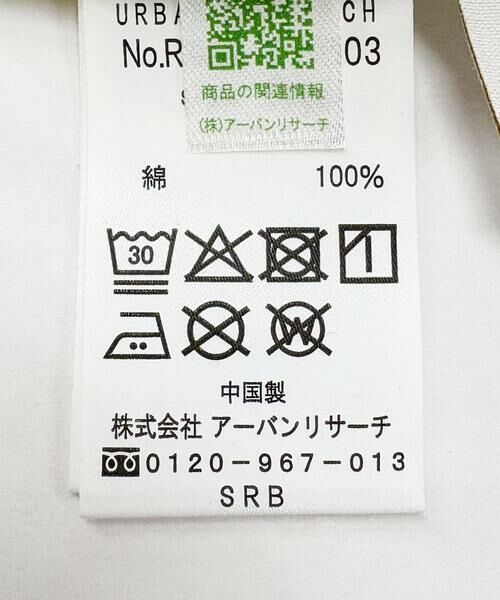 URBA CH
No.R 03
商品の関連情報
(株)アーバンリサーチ
綿 100%
30
W
中国製
株式会社 アーバンリサーチ
0120-967-013
SRB